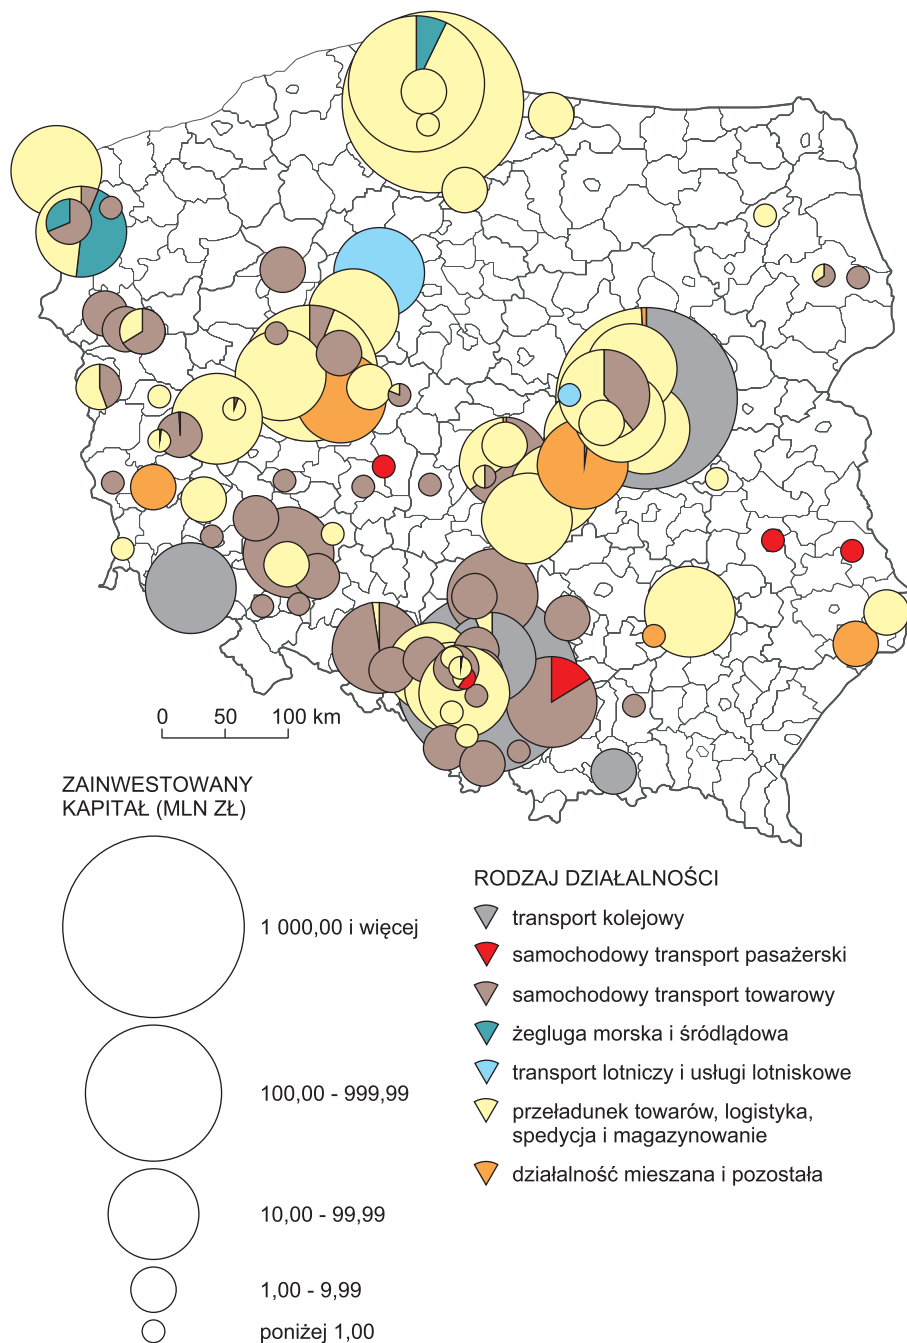 0 50 100 km
ZAINWESTOWANY
KAPITAŁ (MLN ZŁ)
1 000,00 i więcej
100,00 - 999,99
10,00 - 99,99
1,00 - 9,99
poniżej 1,00
RODZAJ DZIAŁALNOŚCI
transport kolejowy
samochodowy transport pasażerski
samochodowy transport towarowy
żegluga morska i śródlądowa
transport lotniczy i usługi lotniskowe
przeładunek towarów, logistyka,
spedycja i magazynowanie
działalność mieszana i pozostała